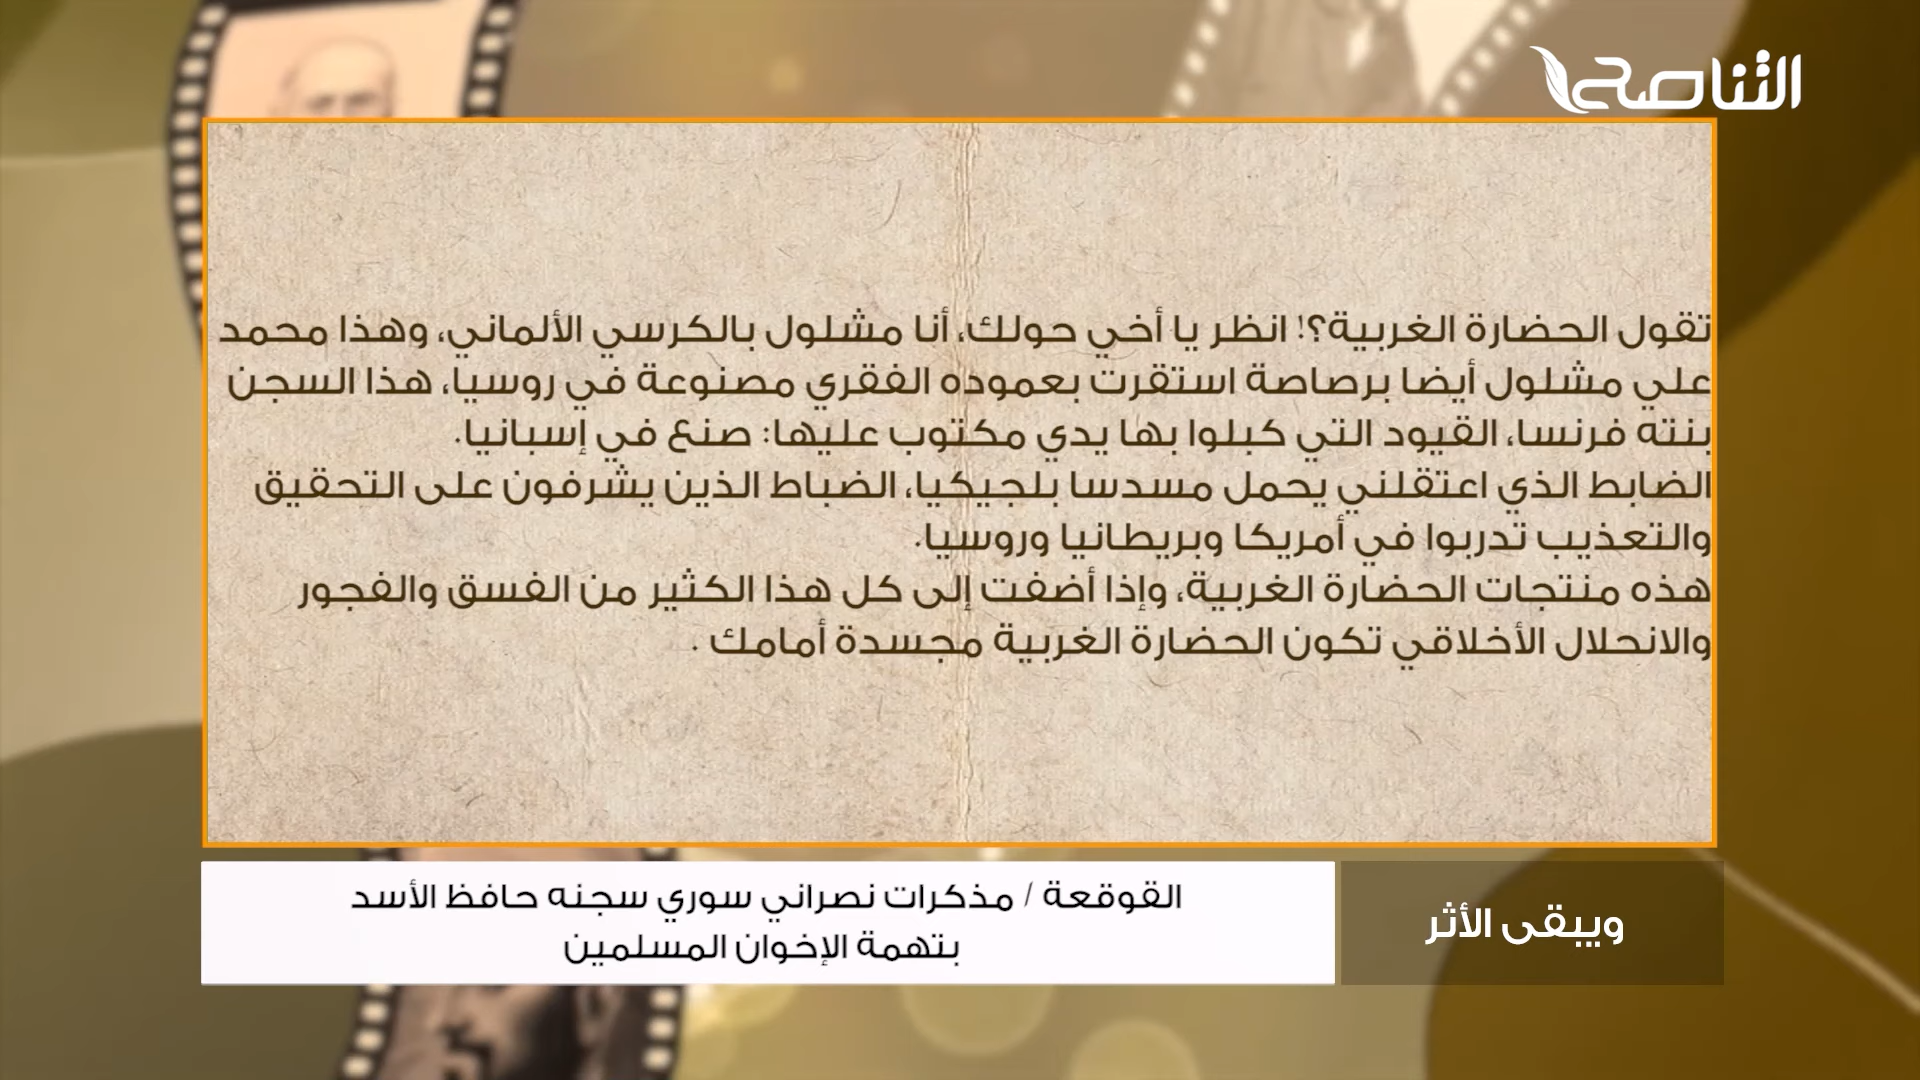 التناصح
تقول الحضارة الغربية؟! انظر يا أخي حولك، أنا مشلول بالكرسي الألماني، وهذا محمد
علي مشلول أيضا برصاصة استقرت بعموده الفقري مصنوعة في روسيا، هذا السجن
بنته فرنسا، القيود التي كبلوا بها يدي مكتوب عليها: صنع في إسبانيا.
الضابط الذي اعتقلني يحمل مسدسا بلجيكيا، الضباط الذين يشرفون على التحقيق
والتعذيب تدربوا في أمريكا وبريطانيا وروسيا.
هذه منتجات الحضارة الغربية، وإذا أضفت إلى كل هذا الكثير من الفسق والفجور
والانحلال الأخلاقي تكون الحضارة الغربية مجسدة أمامك .
ويبقى الأثر
القوقعة / مذكرات نصراني سوري سجنه حافظ الأسد
بتهمة الإخوان المسلمين